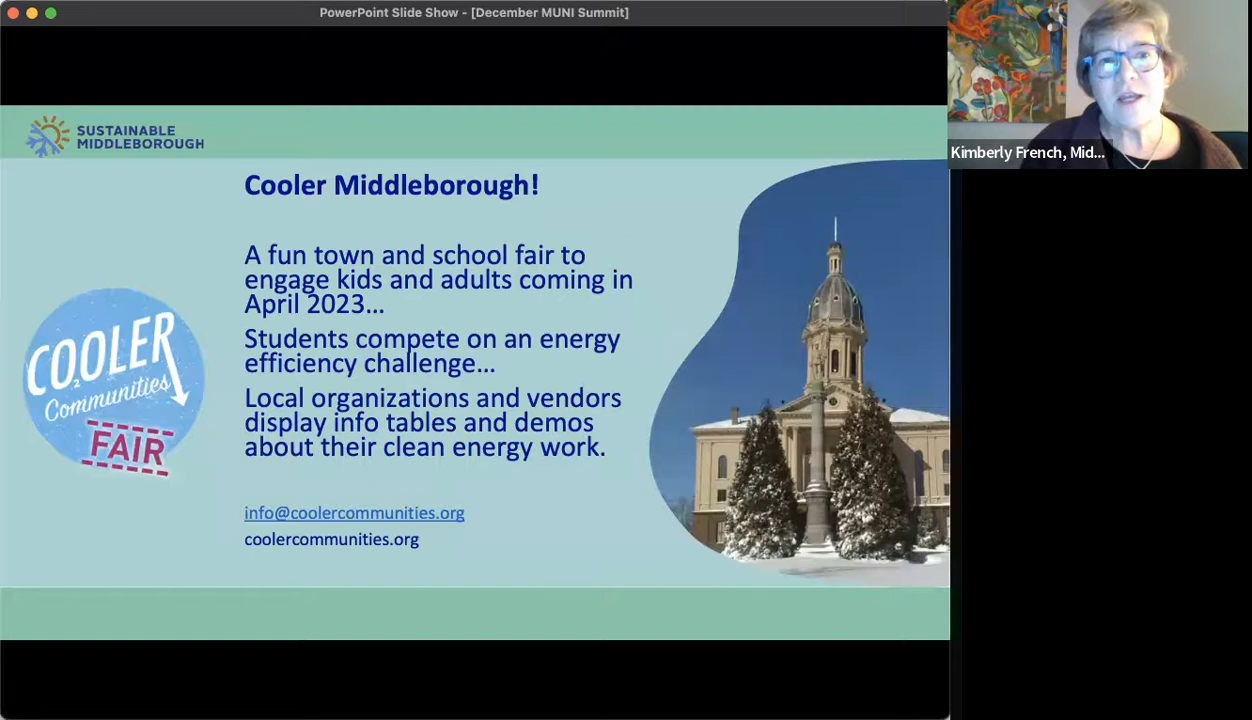 PowerPoint Slide Show - [December MUNI Summit]
SUSTAINABLE
MIDDLEBOROUGH
Kimberly French, Mid...
Cooler Middleborough!
A fun town and school fair to
engage kids and adults coming in
April 2023...
Students compete on an energy
efficiency challenge...
Local organizations and vendors
display info tables and demos
about their clean energy work.
CO2OLER
Communities
FAIR
info@coolercommunities.org
coolercommunities.org